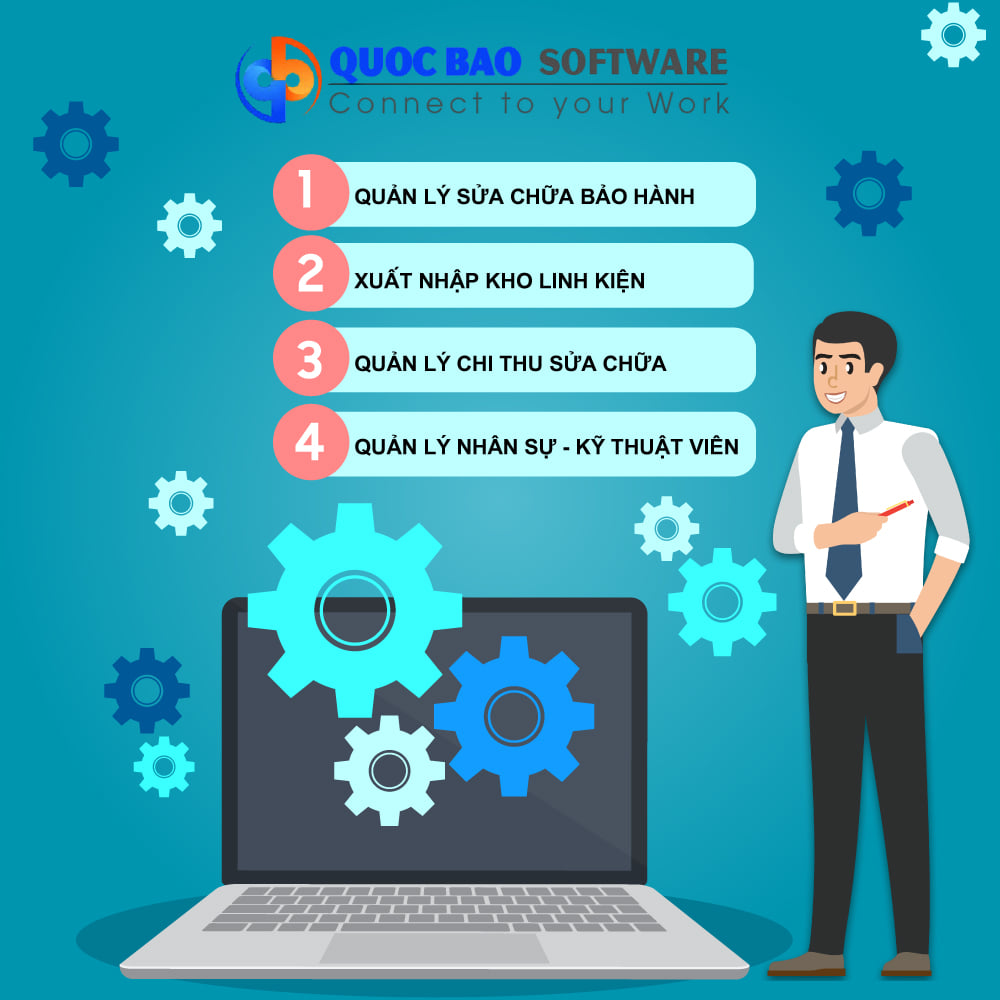 QUOC BAO SOFTWARE
Connect to your Work
1 QUẢN LÝ SỬA CHỮA BẢO HÀNH
2 XUẤT NHẬP KHO LINH KIỆN
3 QUẢN LÝ CHI THU SỬA CHỮA
4 QUẢN LÝ NHÂN SỰ - KỸ THUẬT VIÊN